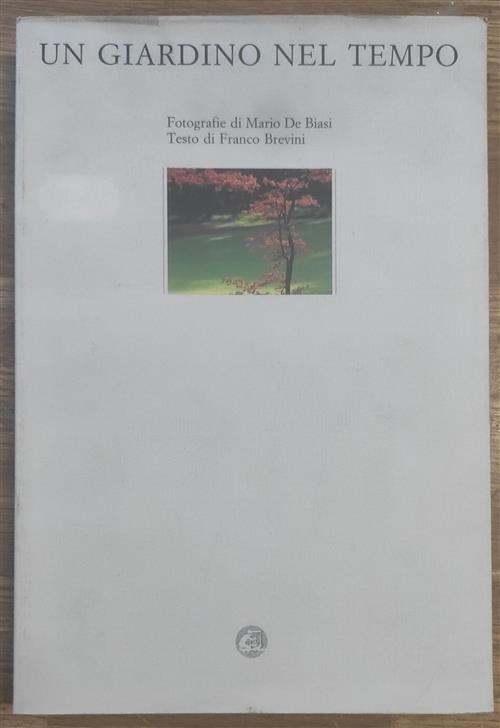 UN GIARDINO NEL TEMPO
Fotografie di Mario De Biasi
Testo di Franco Brevini